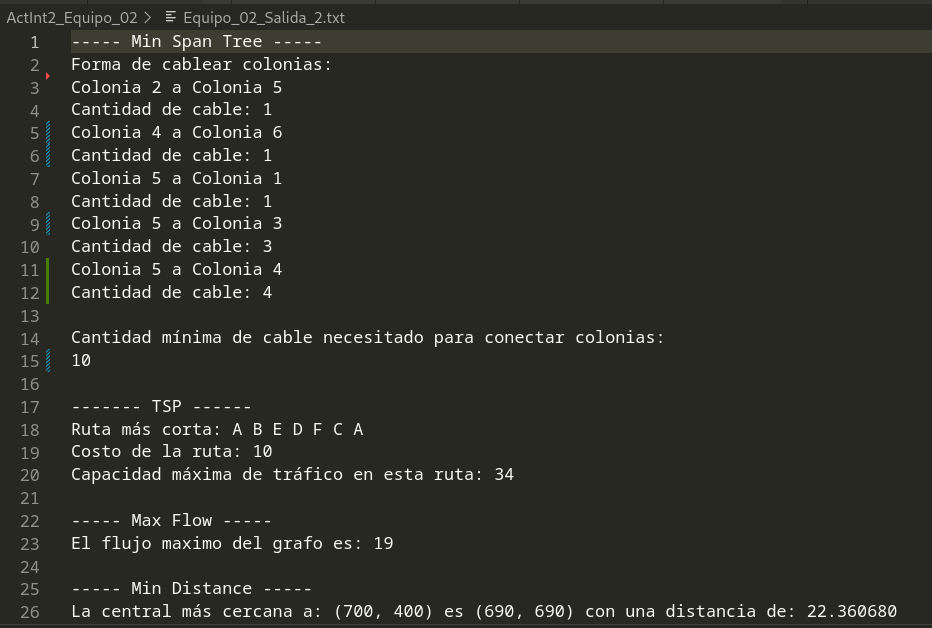 ActInt2_Equipo_02 > Equipo_02_Salida_2.txt
1 ----- Min Span Tree -----
2 Forma de cablear colonias:
3 Colonia 2 a Colonia 5
4 Cantidad de cable: 1
5 Colonia 4 a Colonia 6
6 Cantidad de cable: 1
7 Colonia 5 a Colonia 1
8 Cantidad de cable: 1
9 Colonia 5 a Colonia 3
10 Cantidad de cable: 3
11 Colonia 5 a Colonia 4
12 Cantidad de cable: 4
13
14 Cantidad mínima de cable necesitado para conectar colonias:
15 10
16
17 ------- TSP ------
18 Ruta más corta: A B E D F C A
19 Costo de la ruta: 10
20 Capacidad máxima de tráfico en esta ruta: 34
21
22 ----- Max Flow -----
23 El flujo maximo del grafo es: 19
24
25 ----- Min Distance -----
26 La central más cercana a: (700, 400) es (690, 690) con una distancia de: 22.360680